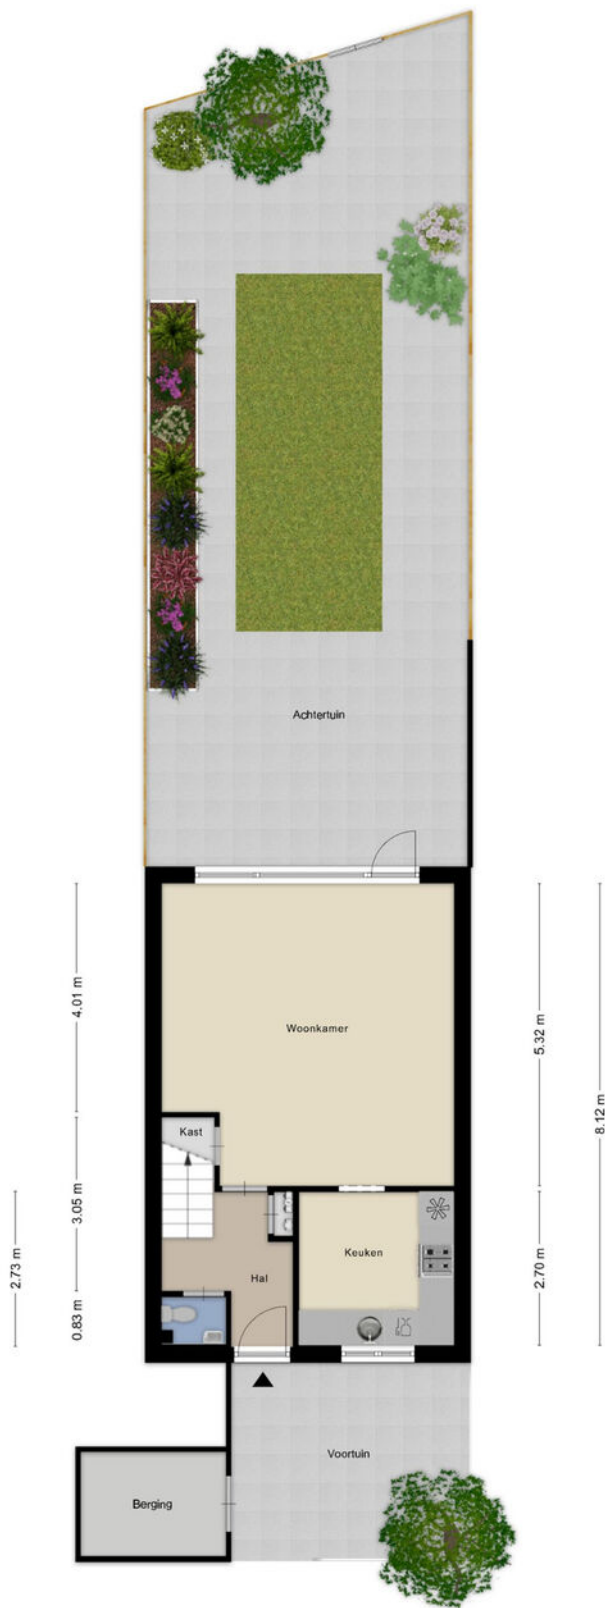 Achtertuin
4.01 m
5.32 m
Woonkamer
8.12 m
Kast
3.05 m
2.73 m
Keuken
2.70 m
Hal
0.83 m
Voortuin
Berging